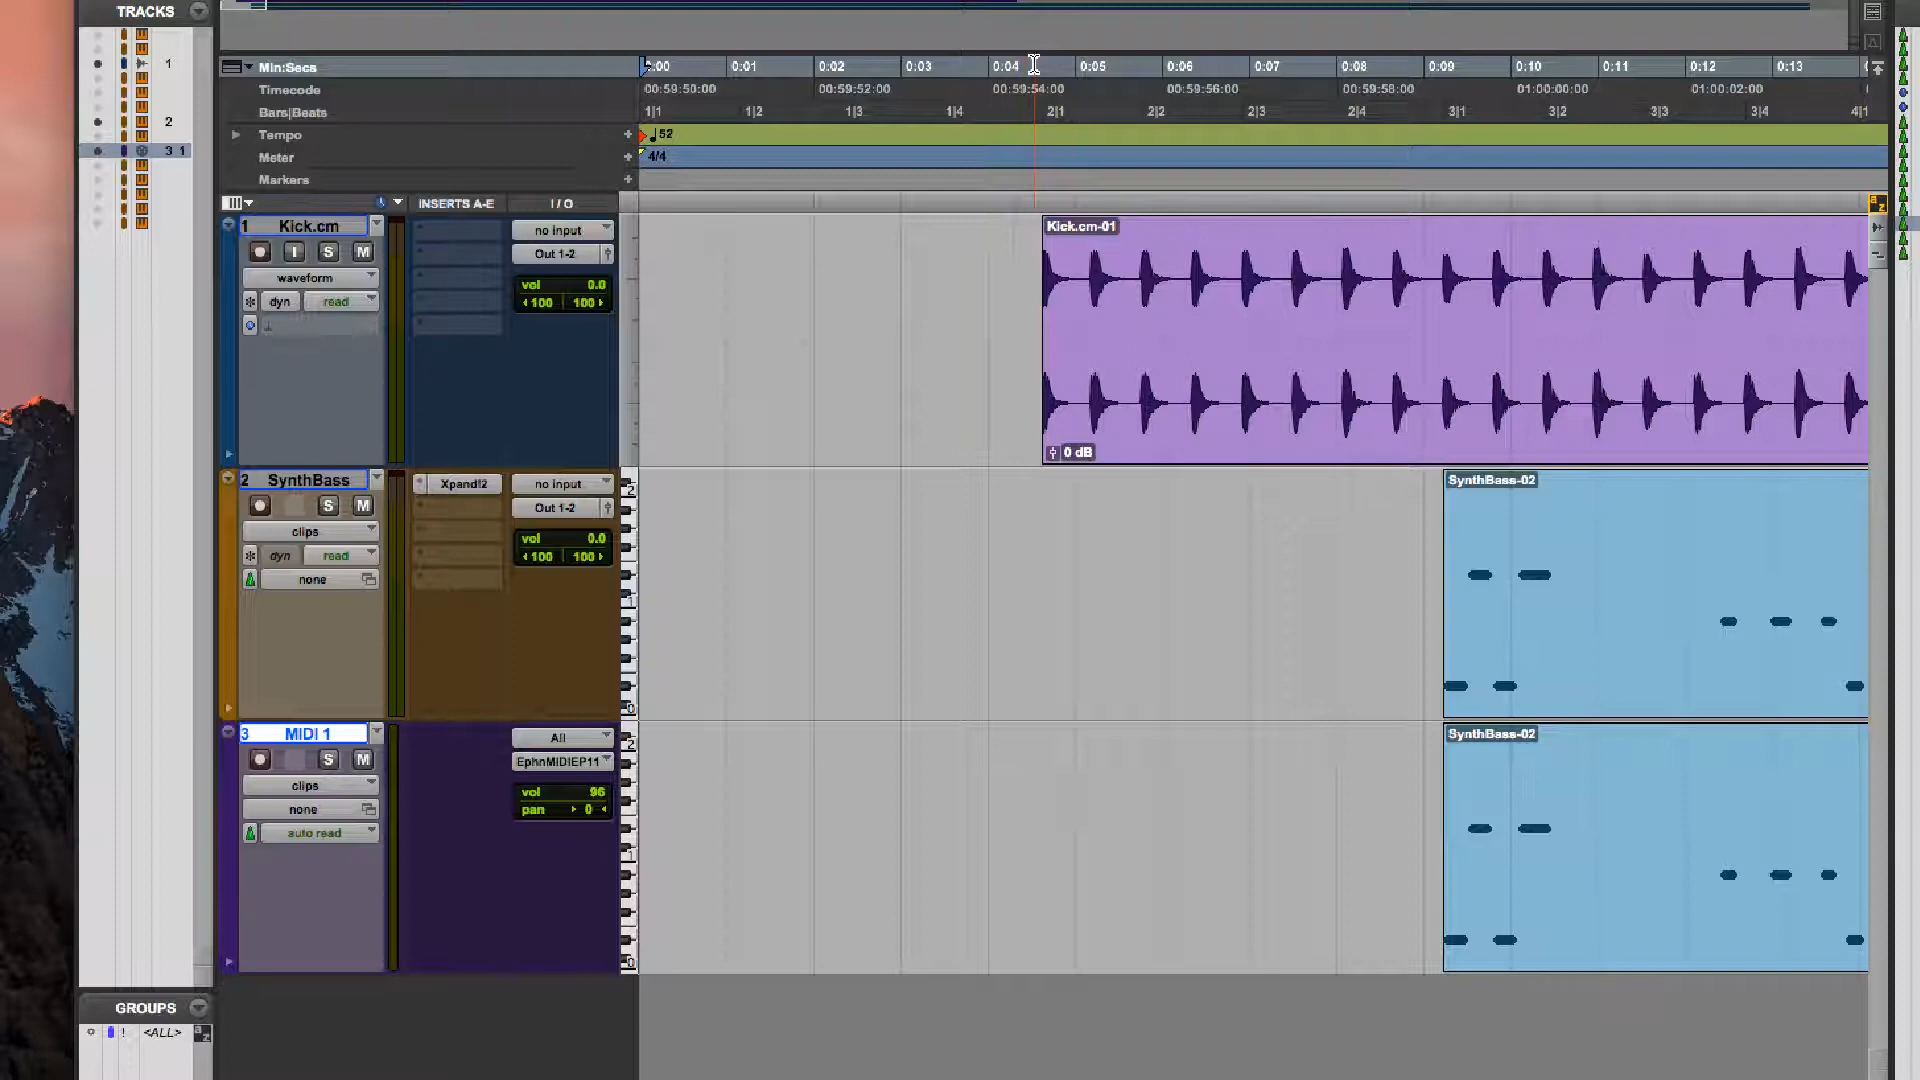 TRACKS
1
2
3 1
Min:Secs
0:00 0:01 0:02 0:03 0:04 0:05 0:06 0:07 0:08 0:09 0:10 0:11 0:12 0:13
Timecode
00:59:50:00 00:59:52:00 00:59:54:00 00:59:56:00 00:59:58:00 01:00:00:00 01:00:02:00
Bars|Beats
1|1 1|2 1|3 1|4 2|1 2|2 2|3 2|4 3|1 3|2 3|3 3|4 4|1
Tempo + 52
Meter + 4/4
Markers +
INSERTS A-E I / O
1 Kick.cm
I S M
waveform
dyn read
no input
Out 1-2
vol 0.0
100 100
Kick.cm-01
0 dB
2 SynthBass
S M
clips
dyn read
none
Xpand!2
no input
Out 1-2
vol 0.0
100 100
2
1
0
SynthBass-02
3 MIDI 1
S M
clips
none
auto read
All
EphnMIDIEP11
vol 96
pan 0
2
1
0
SynthBass-02
a
z
GROUPS
! <ALL> a
z